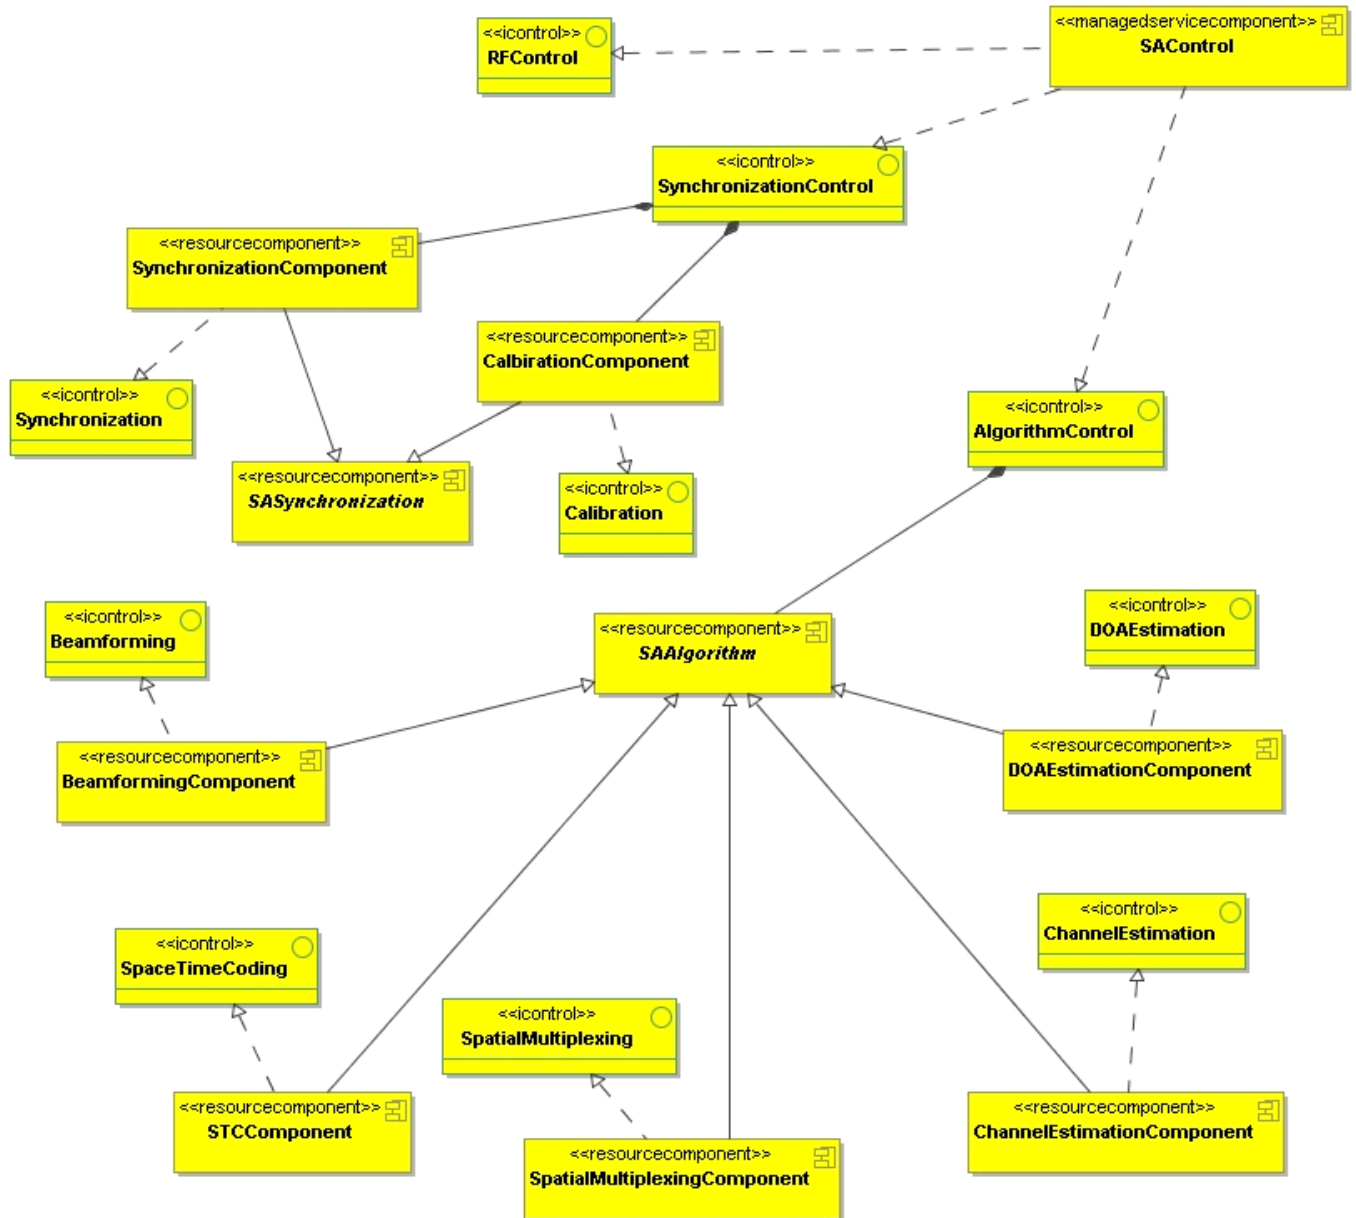 <<icontrol>>
RFControl
<<managedservicecomponent>>
SAControl
<<icontrol>>
SynchronizationControl
<<resourcecomponent>>
SynchronizationComponent
<<resourcecomponent>>
CalbirationComponent
<<icontrol>>
Synchronization
<<icontrol>>
AlgorithmControl
<<resourcecomponent>>
SASynchronization
<<icontrol>>
Calibration
<<icontrol>>
Beamforming
<<resourcecomponent>>
SAAlgorithm
<<icontrol>>
DOAEstimation
<<resourcecomponent>>
BeamformingComponent
<<resourcecomponent>>
DOAEstimationComponent
<<icontrol>>
ChannelEstimation
<<icontrol>>
SpaceTimeCoding
<<icontrol>>
SpatialMultiplexing
<<resourcecomponent>>
STCComponent
<<resourcecomponent>>
ChannelEstimationComponent
<<resourcecomponent>>
SpatialMultiplexingComponent